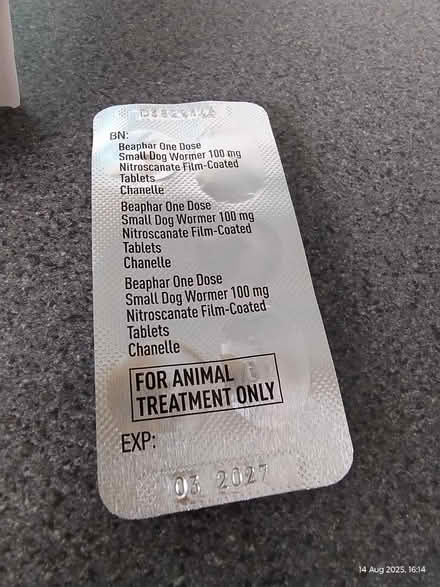 BN:
Beaphar One Dose
Small Dog Wormer 100 mg
Nitroscanate Film-Coated
Tablets
Chanelle
Beaphar One Dose
Small Dog Wormer 100 mg
Nitroscanate Film-Coated
Tablets
Chanelle
Beaphar One Dose
Small Dog Wormer 100 mg
Nitroscanate Film-Coated
Tablets
Chanelle
FOR ANIMAL
TREATMENT ONLY
EXP:
03 2027
14 Aug 2025, 16:14